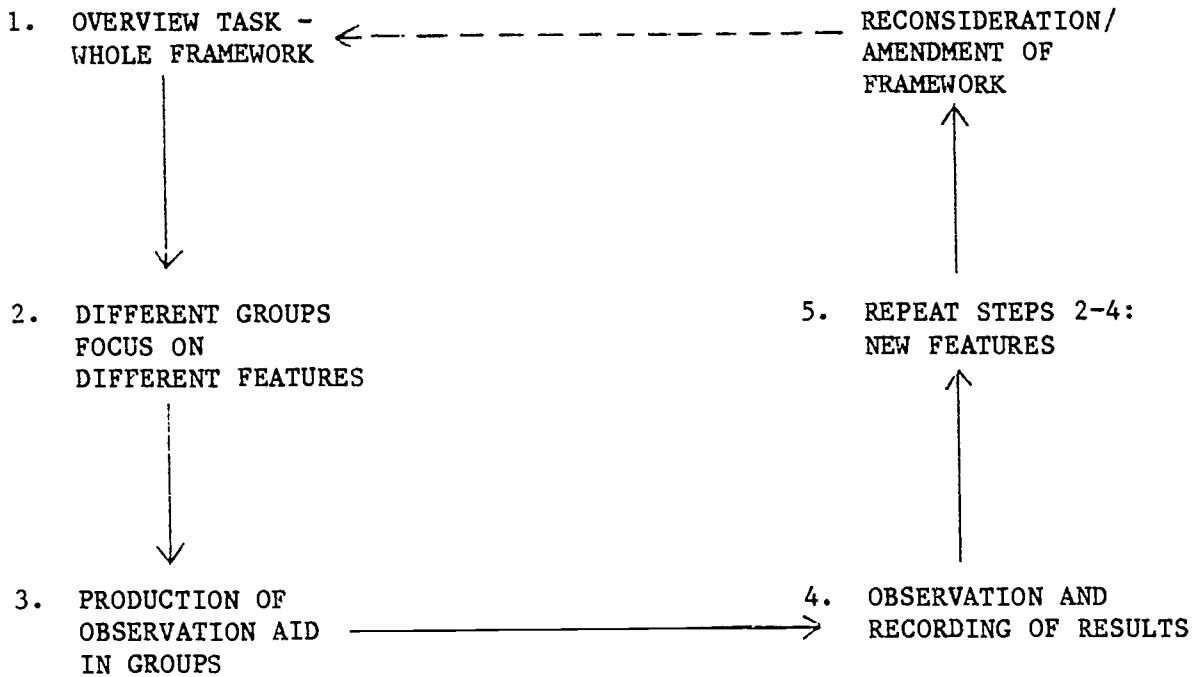 1. OVERVIEW TASK -
WHOLE FRAMEWORK
RECONSIDERATION/
AMENDMENT OF
FRAMEWORK
2. DIFFERENT GROUPS
FOCUS ON
DIFFERENT FEATURES
5. REPEAT STEPS 2-4:
NEW FEATURES
3. PRODUCTION OF
OBSERVATION AID
IN GROUPS
4. OBSERVATION AND
RECORDING OF RESULTS